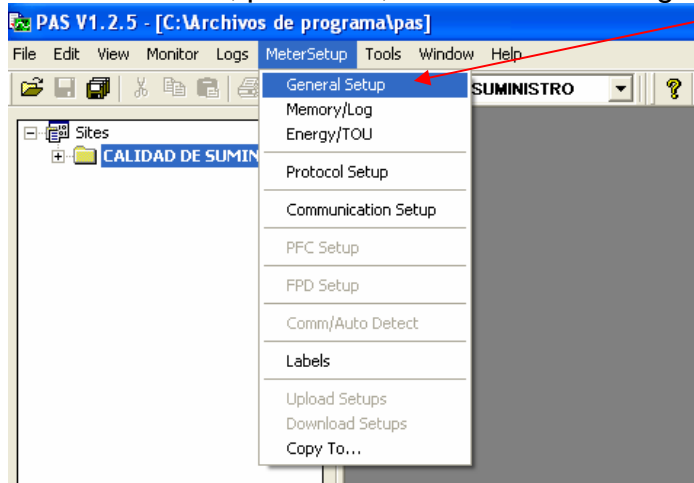 PAS V1.2.5 - [C:\Archivos de programa\pas]
File Edit View Monitor Logs MeterSetup Tools Window Help
SUMINISTRO
General Setup
Memory/Log
Energy/TOU
Protocol Setup
Communication Setup
PFC Setup
FPD Setup
Comm/Auto Detect
Labels
Upload Setups
Download Setups
Copy To...
Sites
CALIDAD DE SUMIN